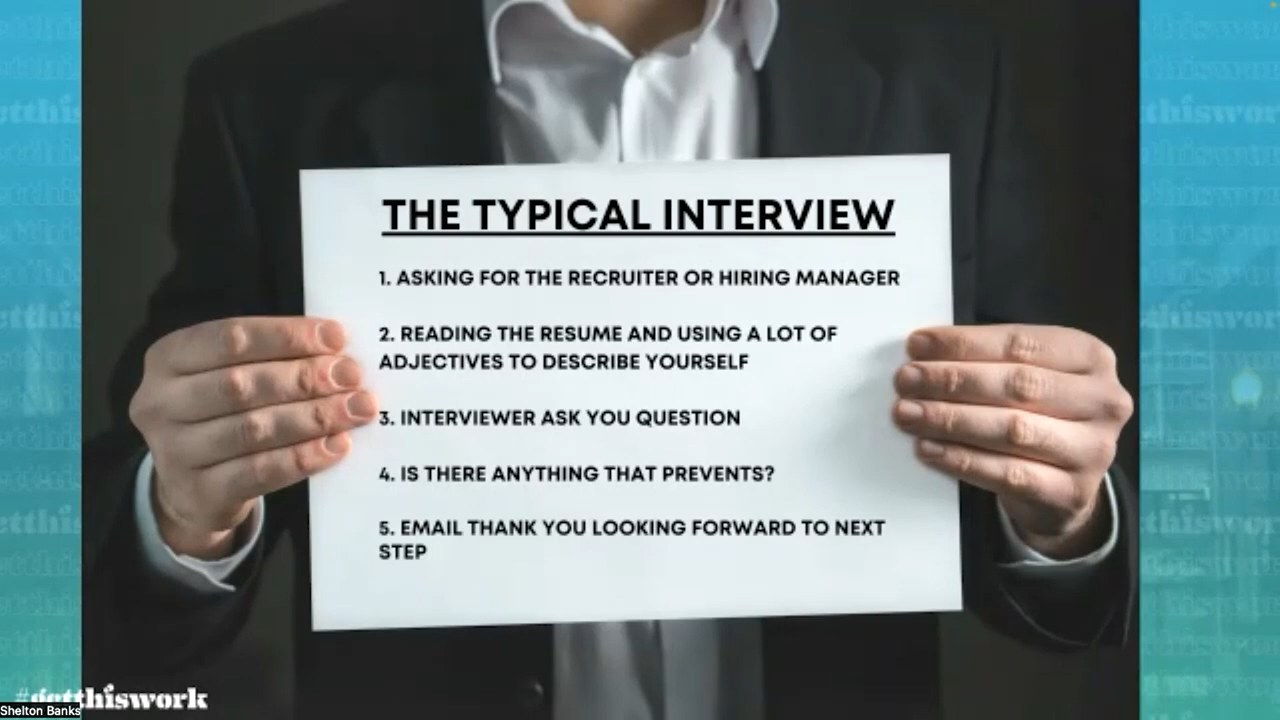 THE TYPICAL INTERVIEW
1. ASKING FOR THE RECRUITER OR HIRING MANAGER
2. READING THE RESUME AND USING A LOT OF
ADJECTIVES TO DESCRIBE YOURSELF
3. INTERVIEWER ASK YOU QUESTION
4. IS THERE ANYTHING THAT PREVENTS?
5. EMAIL THANK YOU LOOKING FORWARD TO NEXT
STEP
#getthiswork
Shelton Banks